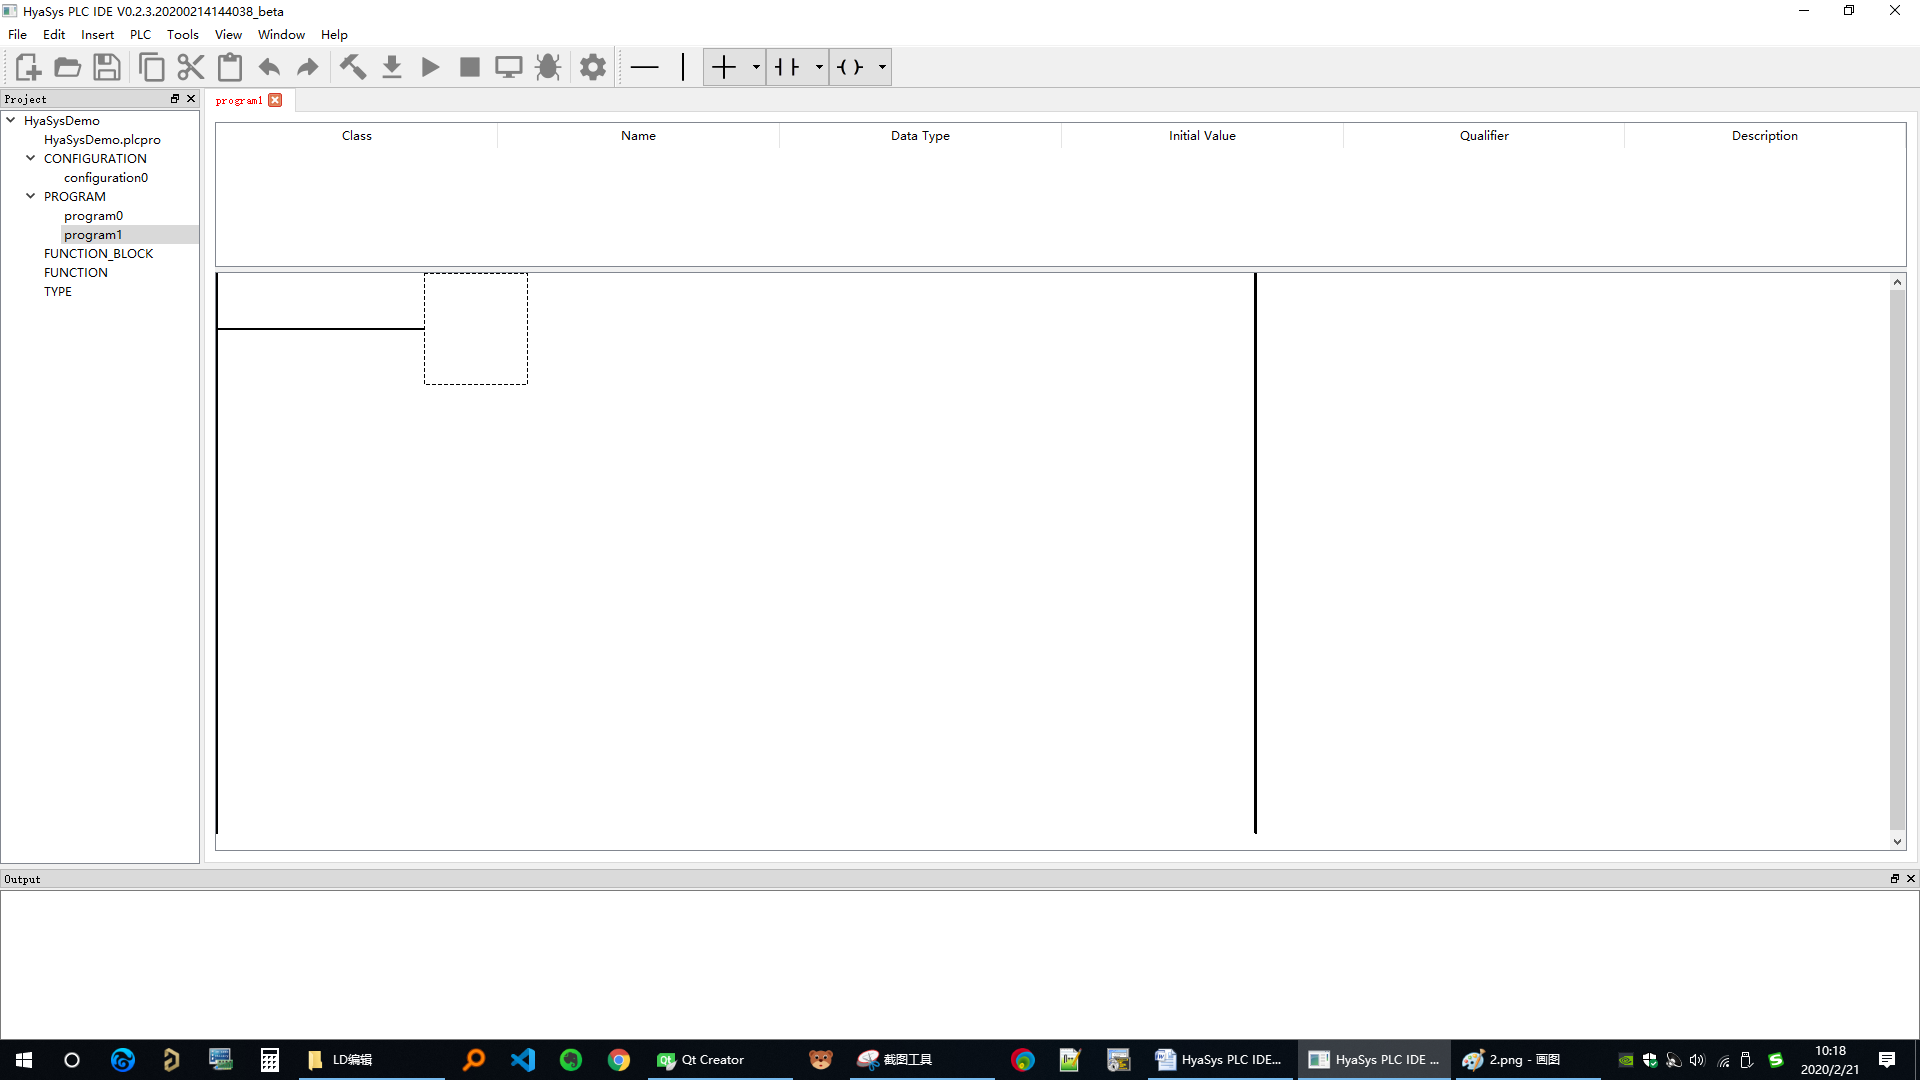 HyaSys PLC IDE V0.2.3.20200214144038_beta
File Edit Insert PLC Tools View Window Help
Project
HyaSysDemo
HyaSysDemo.plcpro
CONFIGURATION
configuration0
PROGRAM
program0
program1
FUNCTION_BLOCK
FUNCTION
TYPE
program1
Class Name Data Type Initial Value Qualifier Description
Output
LD编辑
Qt Creator
截图工具
HyaSys PLC IDE...
HyaSys PLC IDE ...
2.png - 画图
10:18
2020/2/21